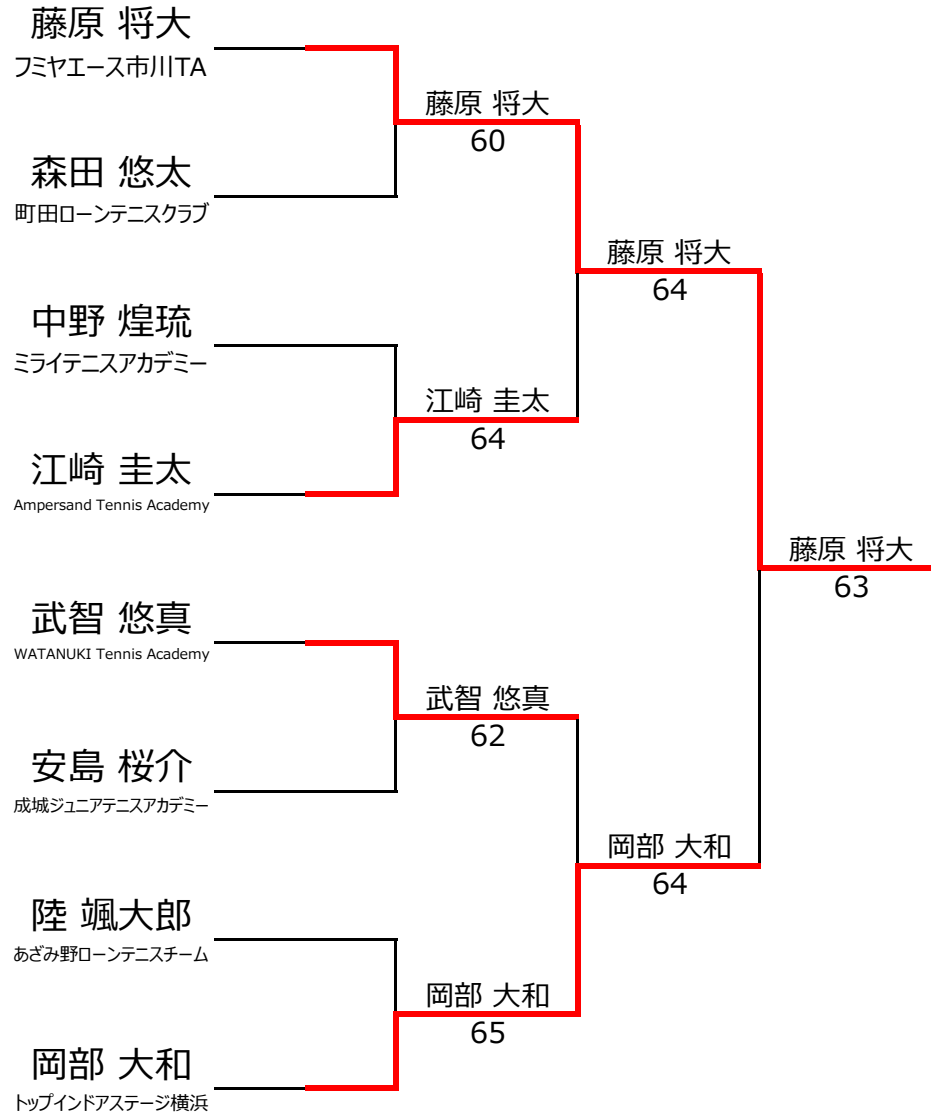 藤原 将大
フミヤエース市川TA
藤原 将大
60
森田 悠太
町田ローンテニスクラブ
藤原 将大
64
中野 煌琉
ミライテニスアカデミー
江崎 圭太
64
江崎 圭太
Ampersand Tennis Academy
藤原 将大
63
武智 悠真
WATANUKI Tennis Academy
武智 悠真
62
安島 桜介
成城ジュニアテニスアカデミー
岡部 大和
64
陸 颯大郎
あざみ野ローンテニスチーム
岡部 大和
65
岡部 大和
トップインドアステージ横浜